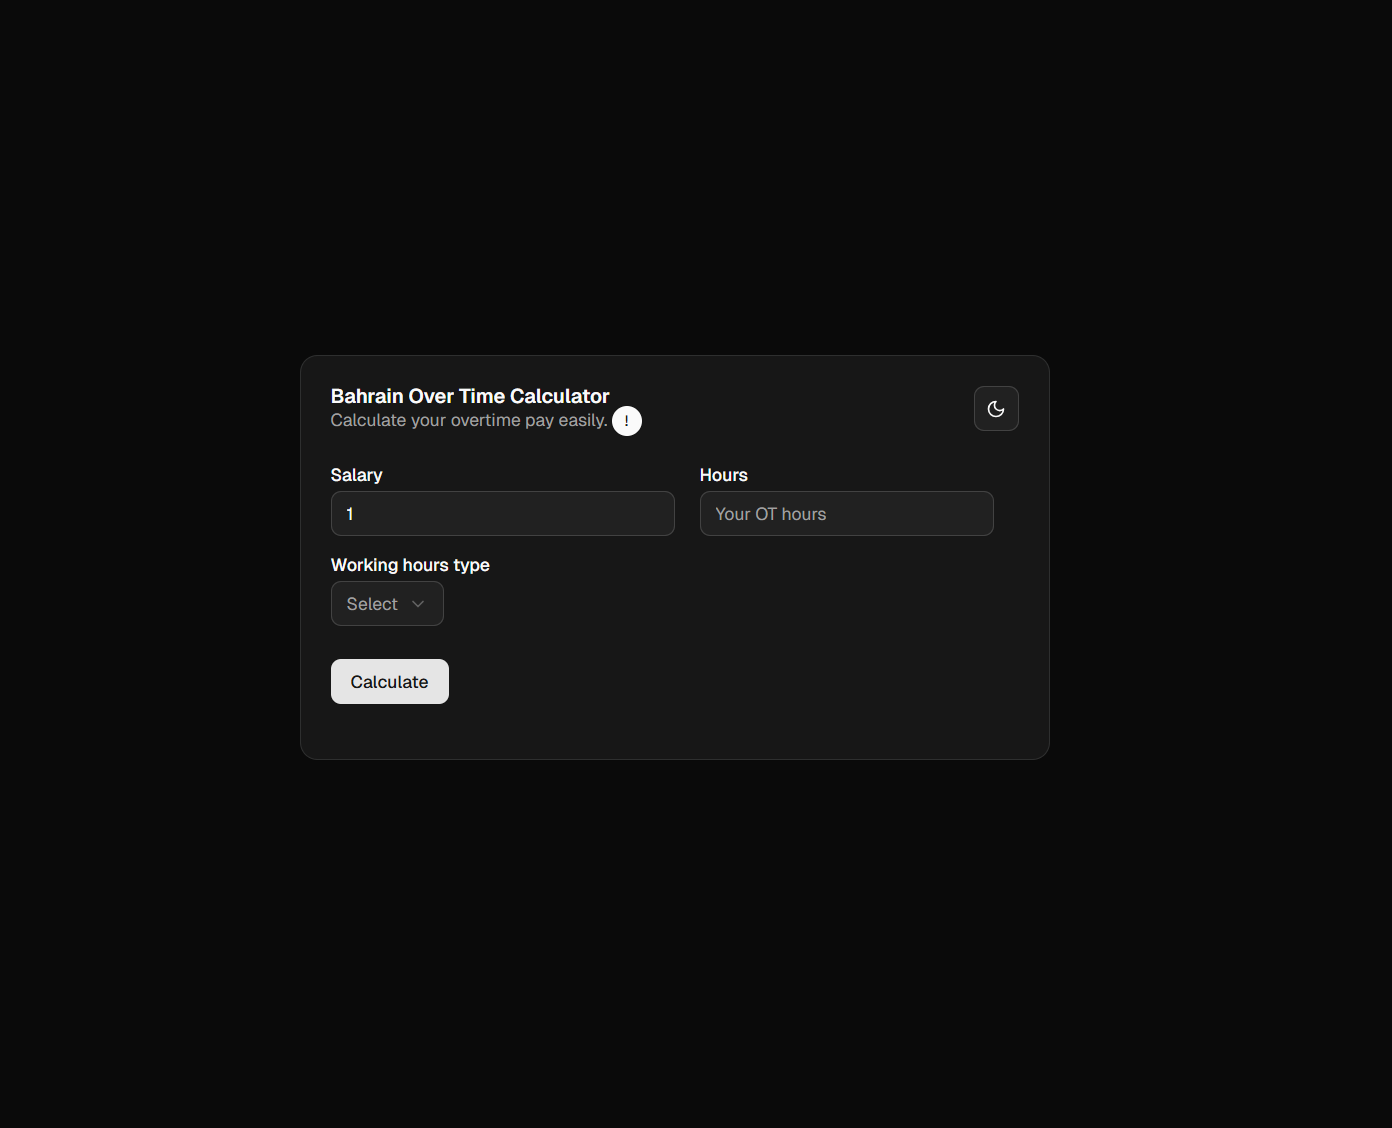 Bahrain Over Time Calculator
Calculate your overtime pay easily. !
Salary
Hours
1
Your OT hours
Working hours type
Select
Calculate